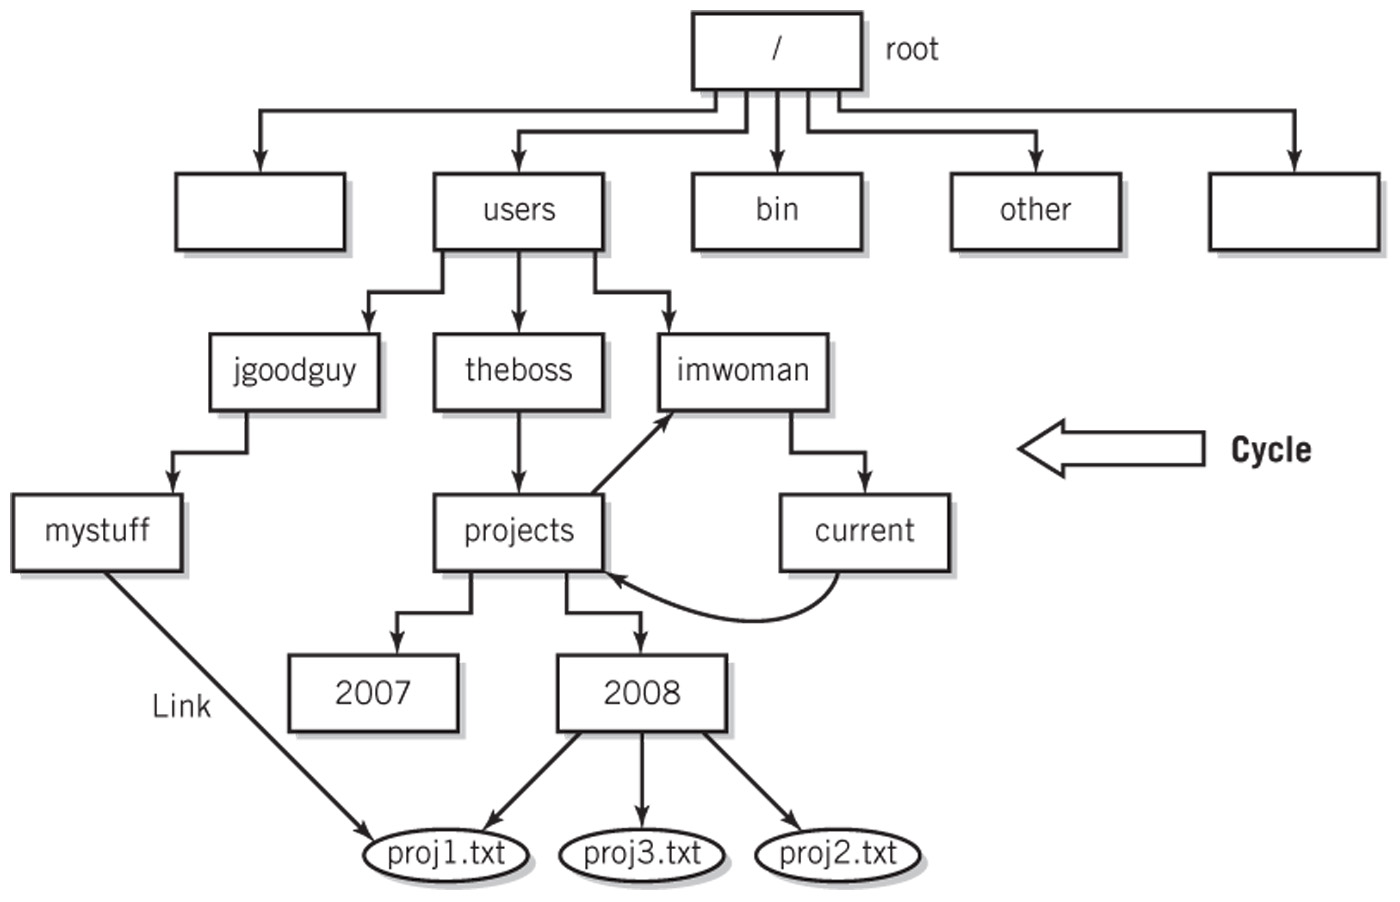 /
root
users
bin
other
jgoodguy
theboss
imwoman
Cycle
mystuff
projects
current
2007
2008
Link
proj1.txt
proj3.txt
proj2.txt